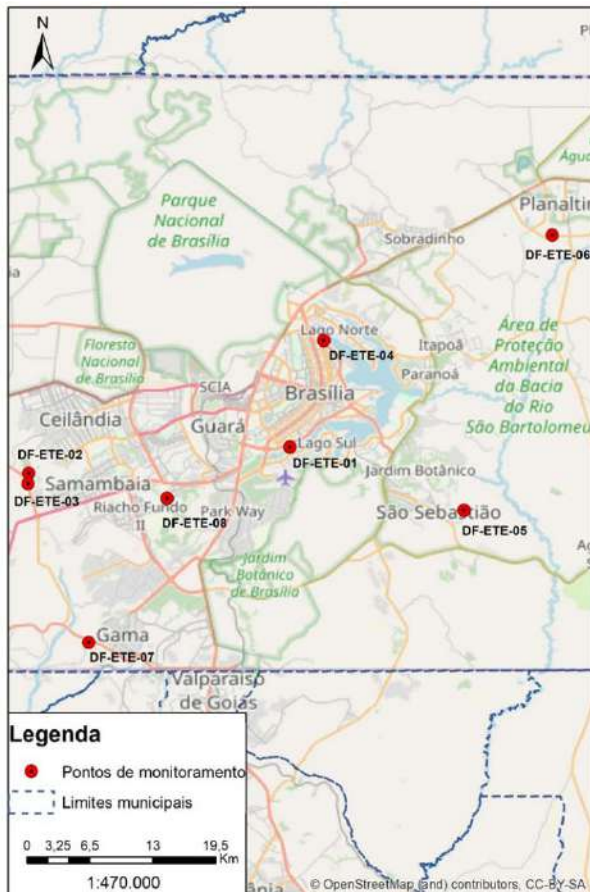 N
Parque
Nacional
de Brasília
Planaltin
DF-ETE-06
Sobradinho
Lago Norte
DF-ETE-04
Itapoã
Paranoá
Área de
Proteção
Ambiental
da Bacia
do Rio
São Bartolomeu
Floresta
Nacional
de Brasília
SCIA
Brasília
Ceilândia
Guará
DF-ETE-02
DF-ETE-03
Samambaia
Lago Sul
DF-ETE-01
Jardim Botânico
Riacho Fundo
II
DF-ETE-08
Park Way
São Sebastião
DF-ETE-05
Jardim
Botânico
de Brasília
Gama
DF-ETE-07
Valparaíso
de Goiás
Legenda
Pontos de monitoramento
Limites municipais
0 3,25 6,5 13 19,5
Km
1:470.000
© OpenStreetMap (and) contributors, CC-BY-SA